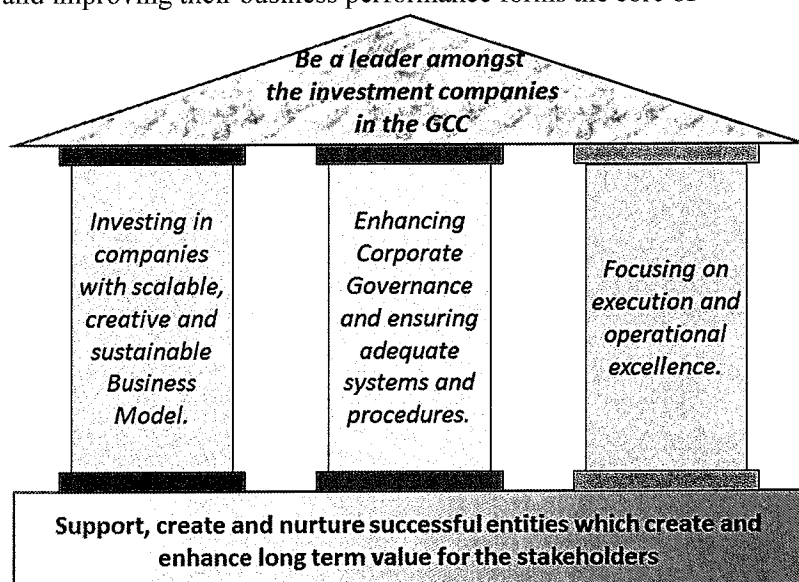 and improving their business performance forms the core of
Be a leader amongst
the investment companies
in the GCC
Investing in
companies
with scalable,
creative and
sustainable
Business
Model.
Enhancing
Corporate
Governance
and ensuring
adequate
systems and
procedures.
Focusing on
execution and
operational
excellence.
Support, create and nurture successful entities which create and
enhance long term value for the stakeholders